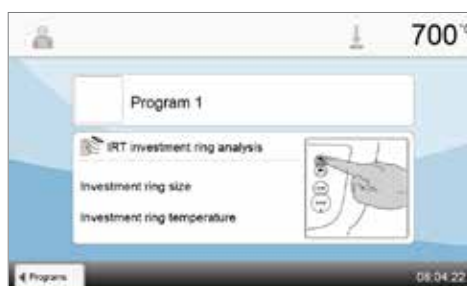 700°
Program 1
IRT investment ring analysis
Investment ring size
Investment ring temperature
Programs
08:04:22